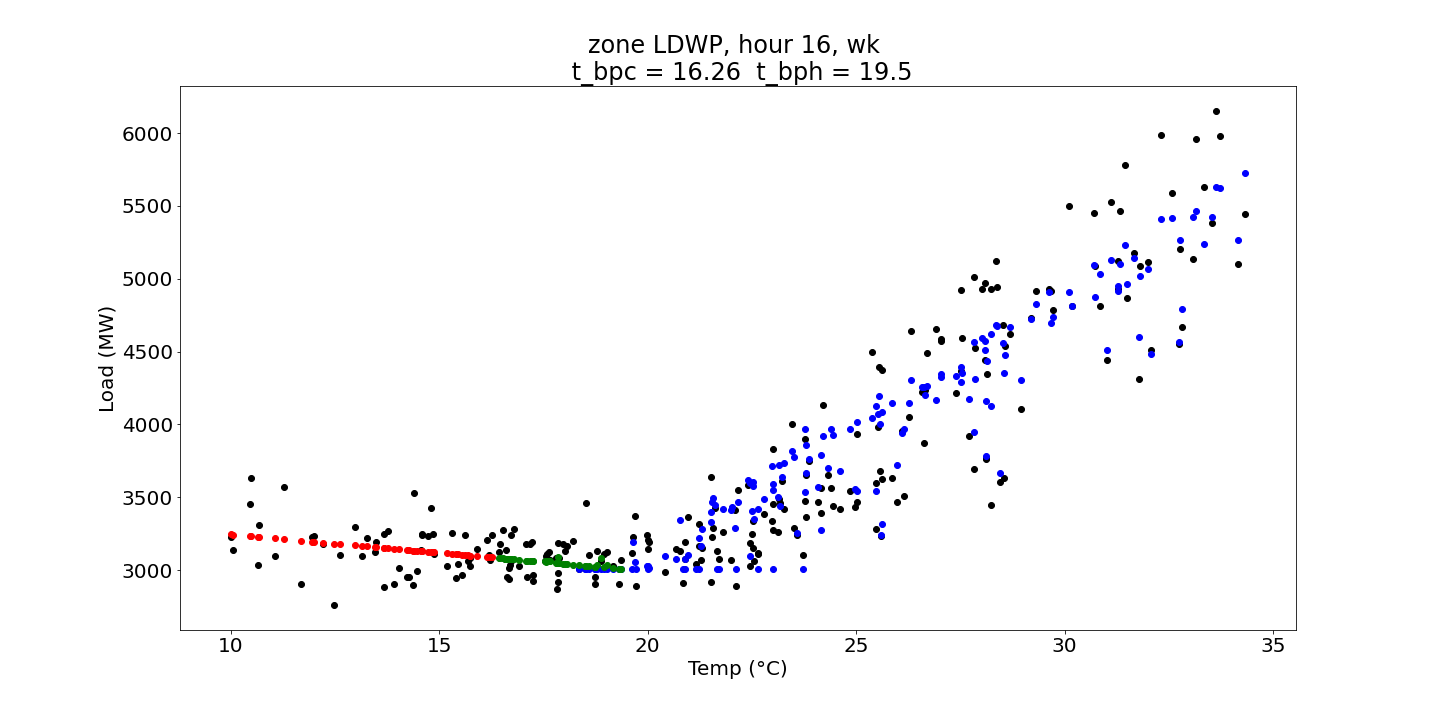 zone LDWP, hour 16, wk
t_bpc = 16.26  t_bph = 19.5
6000
5500
5000
4500
4000
3500
3000
Load (MW)
10 15 20 25 30 35
Temp (°C)